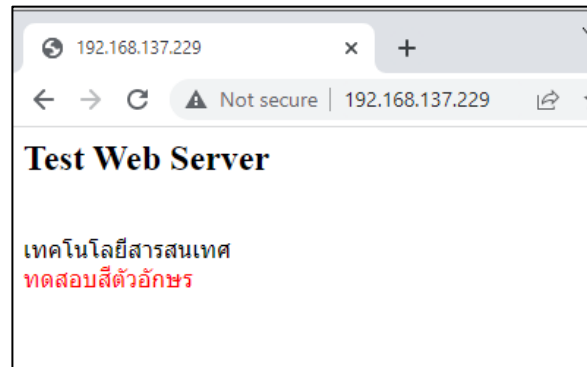 192.168.137.229
Not secure | 192.168.137.229
Test Web Server
เทคโนโลยีสารสนเทศ
ทดสอบสีตัวอักษร